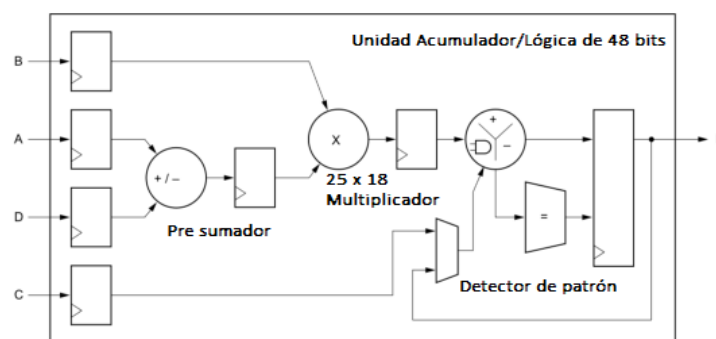 Unidad Acumulador/Lógica de 48 bits
B
A
+
X
-
+/-
=
25 x 18
Multiplicador
D
Pre sumador
Detector de patrón
C